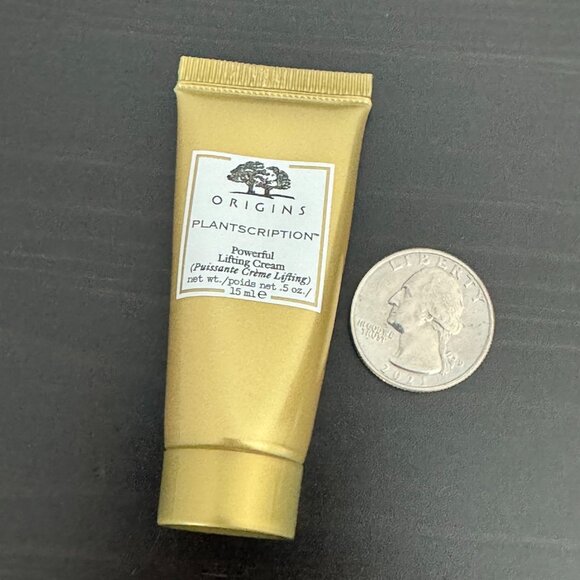 ORIGINS
PLANTSCRIPTION™
Powerful
Lifting Cream
(Puissante Crème Lifting)
net wt./poids net .5 oz./
15 ml e
LIBERTY
IN GOD WE
TRUST